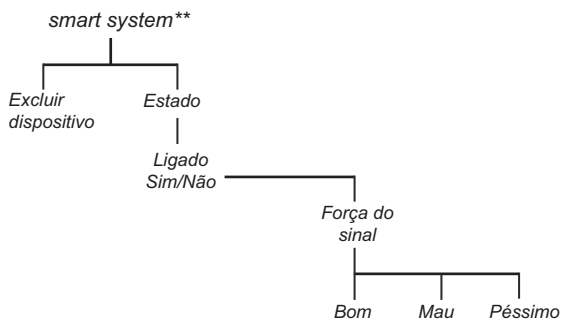 smart system**
Excluir
dispositivo
Estado
Ligado
Sim/Não
Força do
sinal
Bom
Mau
Péssimo